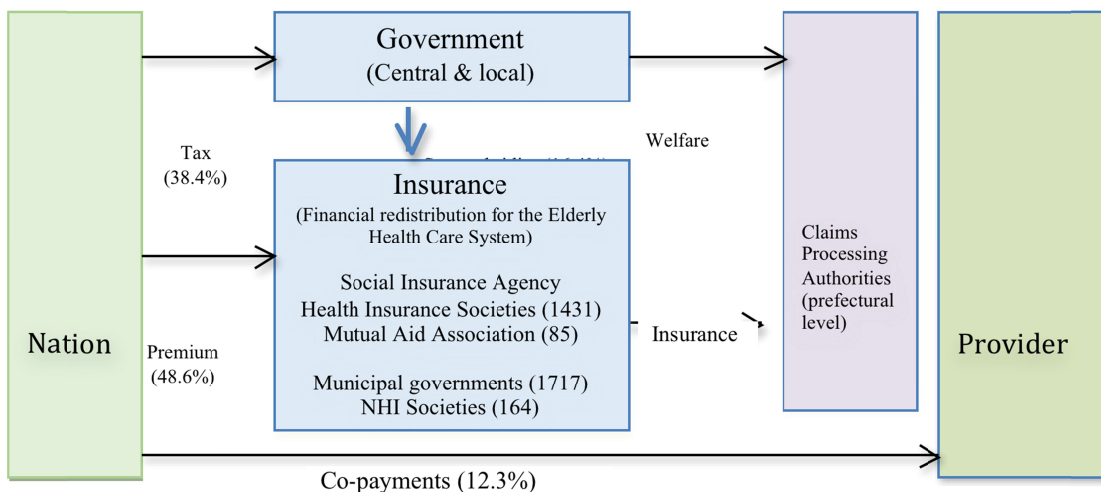 Government
(Central & local)
Tax
(38.4%)
Welfare
Insurance
(Financial redistribution for the Elderly
Health Care System)
Social Insurance Agency
Health Insurance Societies (1431)
Mutual Aid Association (85)
Municipal governments (1717)
NHI Societies (164)
Nation
Premium
(48.6%)
Insurance
Claims
Processing
Authorities
(prefectural
level)
Provider
Co-payments (12.3%)